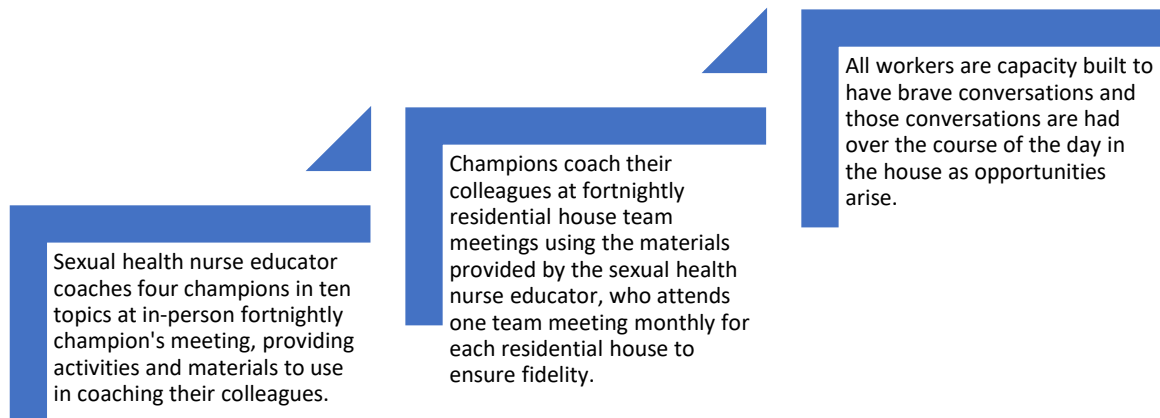 Sexual health nurse educator
coaches four champions in ten
topics at in-person fortnightly
champion's meeting, providing
activities and materials to use
in coaching their colleagues.
Champions coach their
colleagues at fortnightly
residential house team
meetings using the materials
provided by the sexual health
nurse educator, who attends
one team meeting monthly for
each residential house to
ensure fidelity.
All workers are capacity built to
have brave conversations and
those conversations are had
over the course of the day in
the house as opportunities
arise.